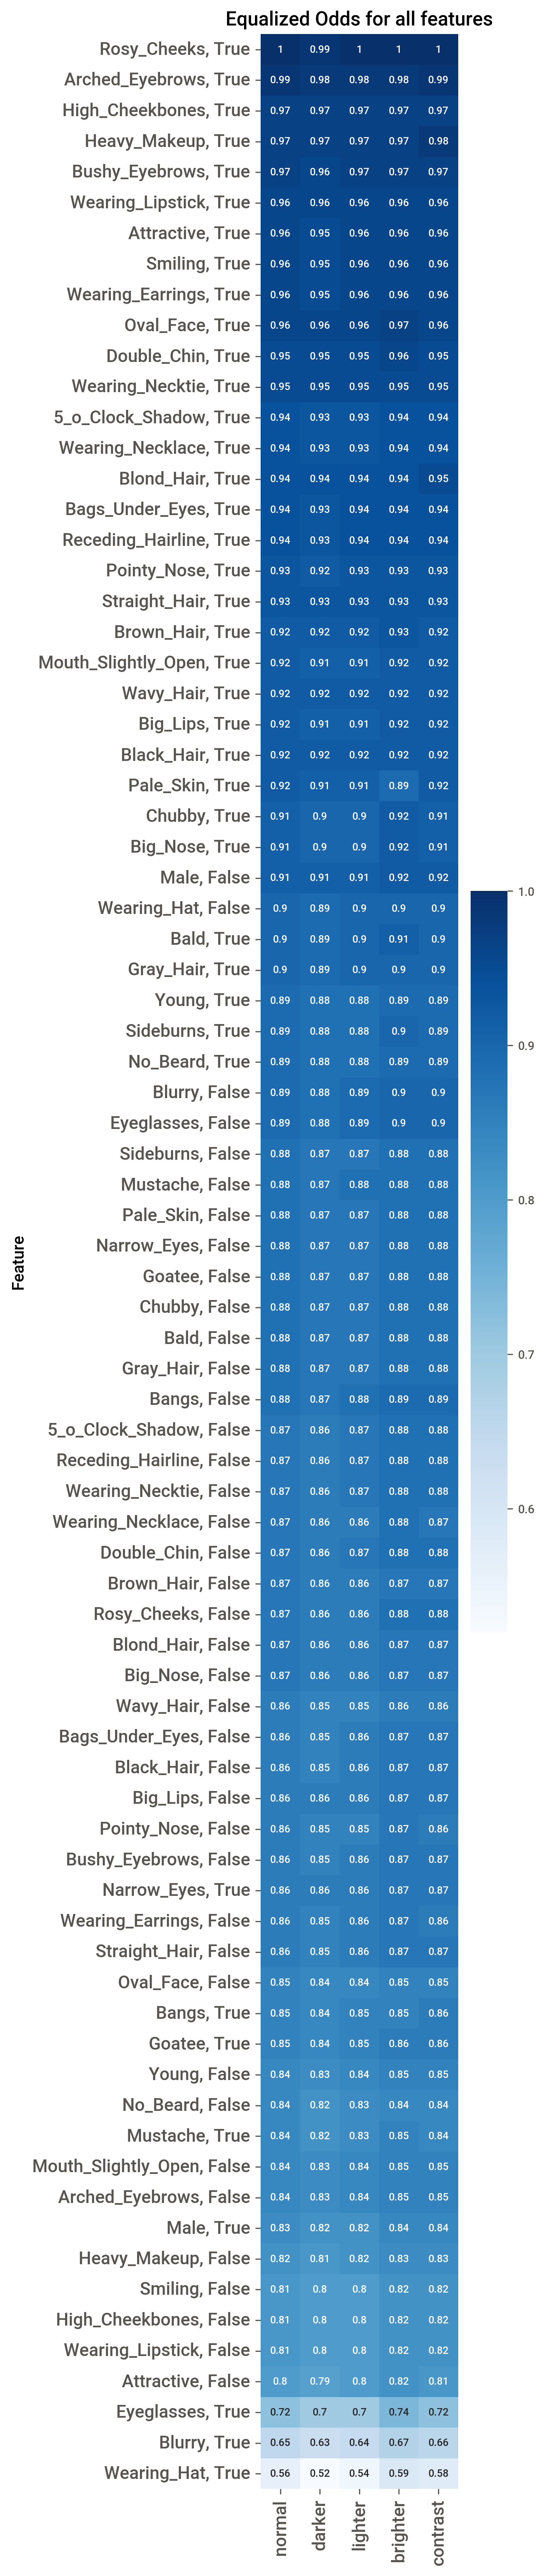 Equalized Odds for all features
Rosy_Cheeks, True 1 0.99 1 1 1
Arched_Eyebrows, True 0.99 0.98 0.98 0.98 0.99
High_Cheekbones, True 0.97 0.97 0.97 0.97 0.97
Heavy_Makeup, True 0.97 0.97 0.97 0.97 0.98
Bushy_Eyebrows, True 0.97 0.96 0.97 0.97 0.97
Wearing_Lipstick, True 0.96 0.96 0.96 0.96 0.96
Attractive, True 0.96 0.95 0.96 0.96 0.96
Smiling, True 0.96 0.95 0.96 0.96 0.96
Wearing_Earrings, True 0.96 0.95 0.96 0.96 0.96
Oval_Face, True 0.96 0.96 0.96 0.97 0.96
Double_Chin, True 0.95 0.95 0.95 0.96 0.95
Wearing_Necktie, True 0.95 0.95 0.95 0.95 0.95
5_o_Clock_Shadow, True 0.94 0.93 0.93 0.94 0.94
Wearing_Necklace, True 0.94 0.93 0.93 0.94 0.94
Blond_Hair, True 0.94 0.94 0.94 0.94 0.95
Bags_Under_Eyes, True 0.94 0.93 0.94 0.94 0.94
Receding_Hairline, True 0.94 0.93 0.94 0.94 0.94
Pointy_Nose, True 0.93 0.92 0.93 0.93 0.93
Straight_Hair, True 0.93 0.93 0.93 0.93 0.93
Brown_Hair, True 0.92 0.92 0.92 0.93 0.92
Mouth_Slightly_Open, True 0.92 0.91 0.91 0.92 0.92
Wavy_Hair, True 0.92 0.92 0.92 0.92 0.92
Big_Lips, True 0.92 0.91 0.91 0.92 0.92
Black_Hair, True 0.92 0.92 0.92 0.92 0.92
Pale_Skin, True 0.92 0.91 0.91 0.89 0.92
Chubby, True 0.91 0.9 0.9 0.92 0.91
Big_Nose, True 0.91 0.9 0.9 0.92 0.91
Male, False 0.91 0.91 0.91 0.92 0.92
Wearing_Hat, False 0.9 0.89 0.9 0.9 0.9
Bald, True 0.9 0.89 0.9 0.91 0.9
Gray_Hair, True 0.9 0.89 0.9 0.9 0.9
Young, True 0.89 0.88 0.88 0.89 0.89
Sideburns, True 0.89 0.88 0.88 0.9 0.89
No_Beard, True 0.89 0.88 0.88 0.89 0.89
Blurry, False 0.89 0.88 0.89 0.9 0.9
Eyeglasses, False 0.89 0.88 0.89 0.9 0.9
Sideburns, False 0.88 0.87 0.87 0.88 0.88
Mustache, False 0.88 0.87 0.88 0.88 0.88
Pale_Skin, False 0.88 0.87 0.87 0.88 0.88
Narrow_Eyes, False 0.88 0.87 0.87 0.88 0.88
Goatee, False 0.88 0.87 0.87 0.88 0.88
Chubby, False 0.88 0.87 0.87 0.88 0.88
Bald, False 0.88 0.87 0.87 0.88 0.88
Gray_Hair, False 0.88 0.87 0.87 0.88 0.88
Bangs, False 0.88 0.87 0.88 0.89 0.89
5_o_Clock_Shadow, False 0.87 0.86 0.87 0.88 0.88
Receding_Hairline, False 0.87 0.86 0.87 0.88 0.88
Wearing_Necktie, False 0.87 0.86 0.87 0.88 0.88
Wearing_Necklace, False 0.87 0.86 0.86 0.88 0.87
Double_Chin, False 0.87 0.86 0.87 0.88 0.88
Brown_Hair, False 0.87 0.86 0.86 0.87 0.87
Rosy_Cheeks, False 0.87 0.86 0.86 0.88 0.88
Blond_Hair, False 0.87 0.86 0.86 0.87 0.87
Big_Nose, False 0.87 0.86 0.86 0.87 0.87
Wavy_Hair, False 0.86 0.85 0.85 0.86 0.86
Bags_Under_Eyes, False 0.86 0.85 0.86 0.87 0.87
Black_Hair, False 0.86 0.85 0.86 0.87 0.87
Big_Lips, False 0.86 0.86 0.86 0.87 0.87
Pointy_Nose, False 0.86 0.85 0.85 0.87 0.86
Bushy_Eyebrows, False 0.86 0.85 0.86 0.87 0.87
Narrow_Eyes, True 0.86 0.86 0.86 0.87 0.87
Wearing_Earrings, False 0.86 0.85 0.86 0.87 0.86
Straight_Hair, False 0.86 0.85 0.86 0.87 0.87
Oval_Face, False 0.85 0.84 0.84 0.85 0.85
Bangs, True 0.85 0.84 0.85 0.85 0.86
Goatee, True 0.85 0.84 0.85 0.86 0.86
Young, False 0.84 0.83 0.84 0.85 0.85
No_Beard, False 0.84 0.82 0.83 0.84 0.84
Mustache, True 0.84 0.82 0.83 0.85 0.84
Mouth_Slightly_Open, False 0.84 0.83 0.84 0.85 0.85
Arched_Eyebrows, False 0.84 0.83 0.84 0.85 0.85
Male, True 0.83 0.82 0.82 0.84 0.84
Heavy_Makeup, False 0.82 0.81 0.82 0.83 0.83
Smiling, False 0.81 0.8 0.8 0.82 0.82
High_Cheekbones, False 0.81 0.8 0.8 0.82 0.82
Wearing_Lipstick, False 0.81 0.8 0.8 0.82 0.82
Attractive, False 0.8 0.79 0.8 0.82 0.81
Eyeglasses, True 0.72 0.7 0.7 0.74 0.72
Blurry, True 0.65 0.63 0.64 0.67 0.66
Wearing_Hat, True 0.56 0.52 0.54 0.59 0.58
normal darker lighter brighter contrast
Feature
1.0
0.9
0.8
0.7
0.6